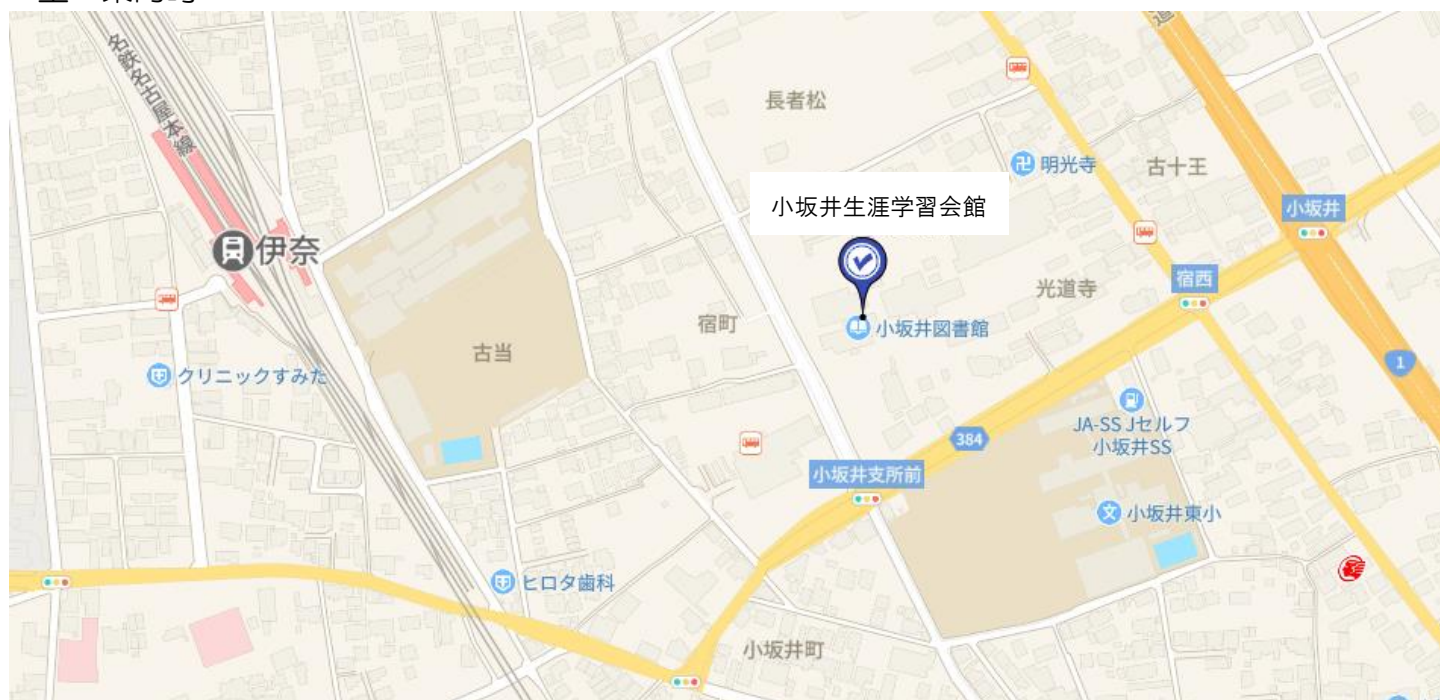 名鉄名古屋本線
長者松
明光寺
古十王
小坂井生涯学習会館
小坂井
伊奈
光道寺
宿西
宿町
小坂井図書館
古当
クリニックすみた
1
JA-SS Jセルフ
小坂井SS
384
小坂井支所前
小坂井東小
ヒロタ歯科
小坂井町